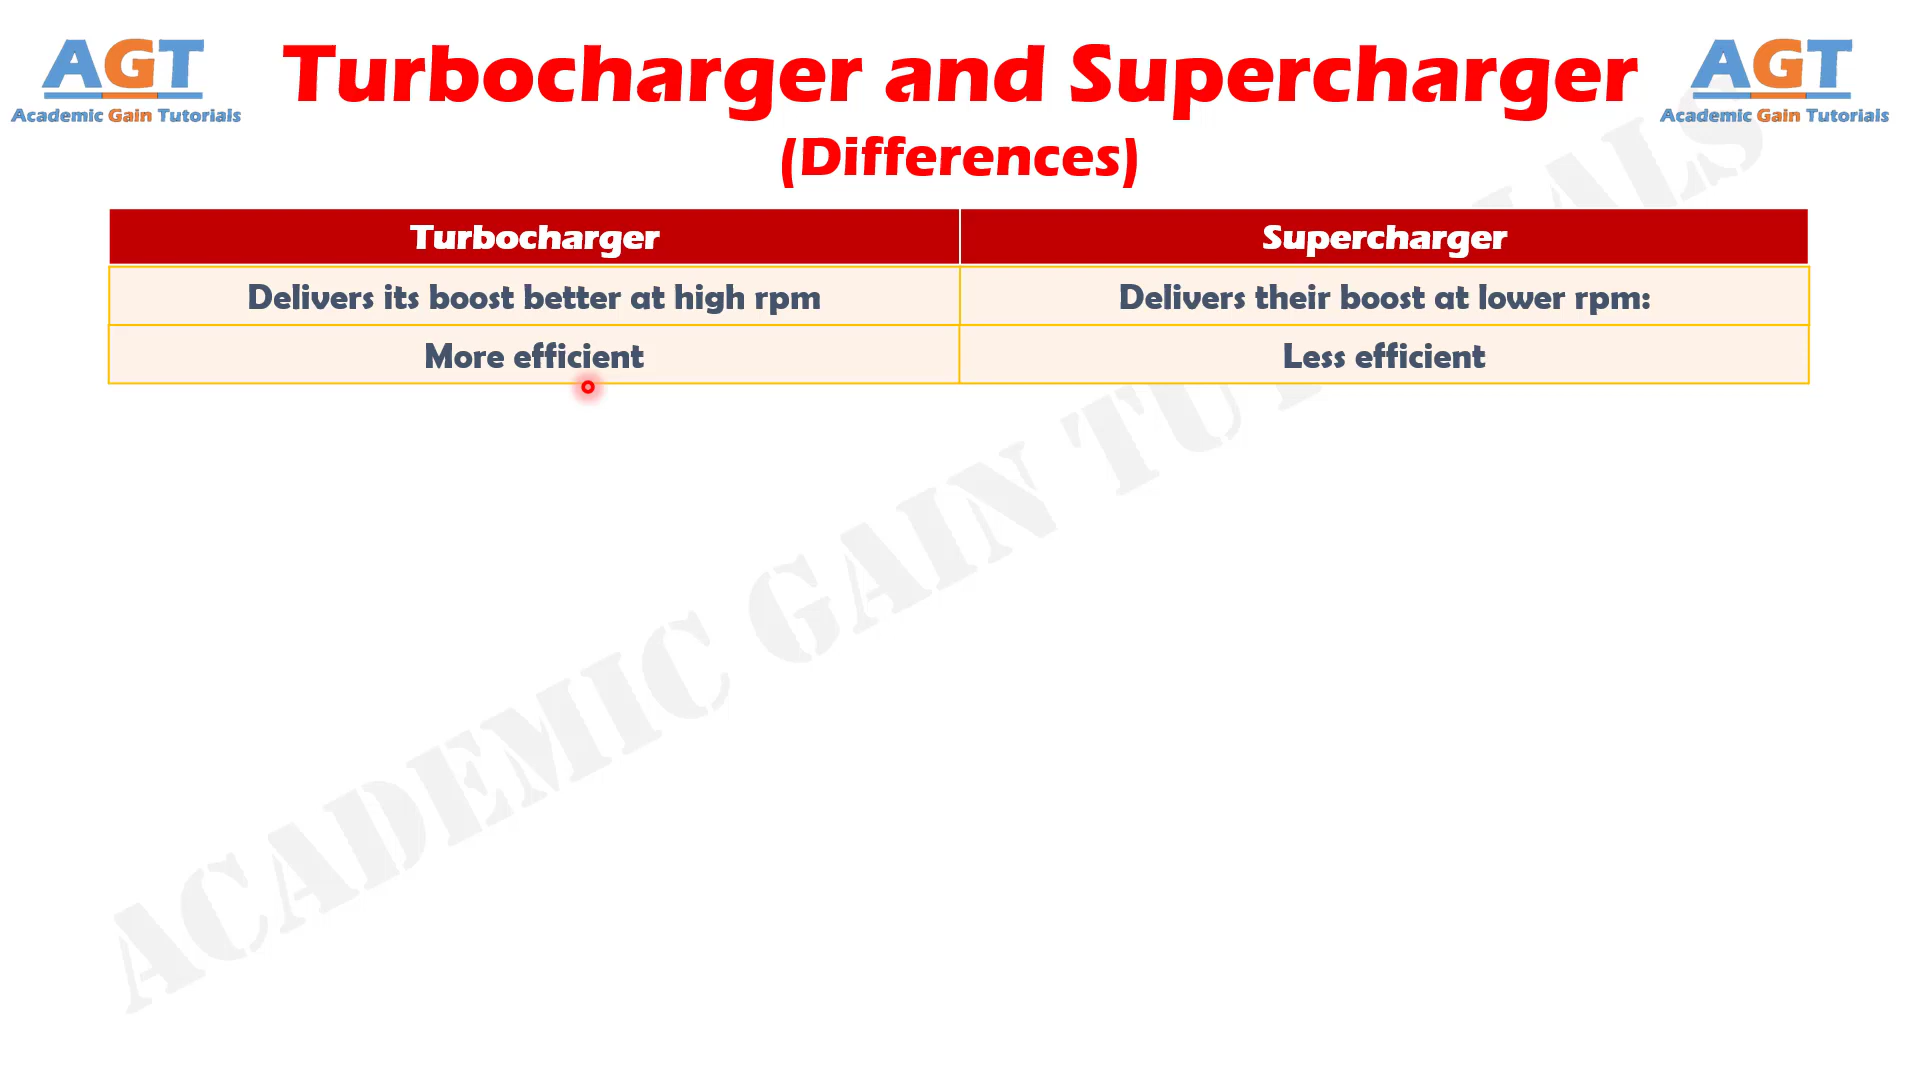 AGT
Academic Gain Tutorials
Turbocharger and Supercharger
(Differences)
AGT
Academic Gain Tutorials
Turbocharger
Supercharger
Delivers its boost better at high rpm
Delivers their boost at lower rpm:
More efficient
Less efficient
ACADEMIC GAIN TUTORIALS